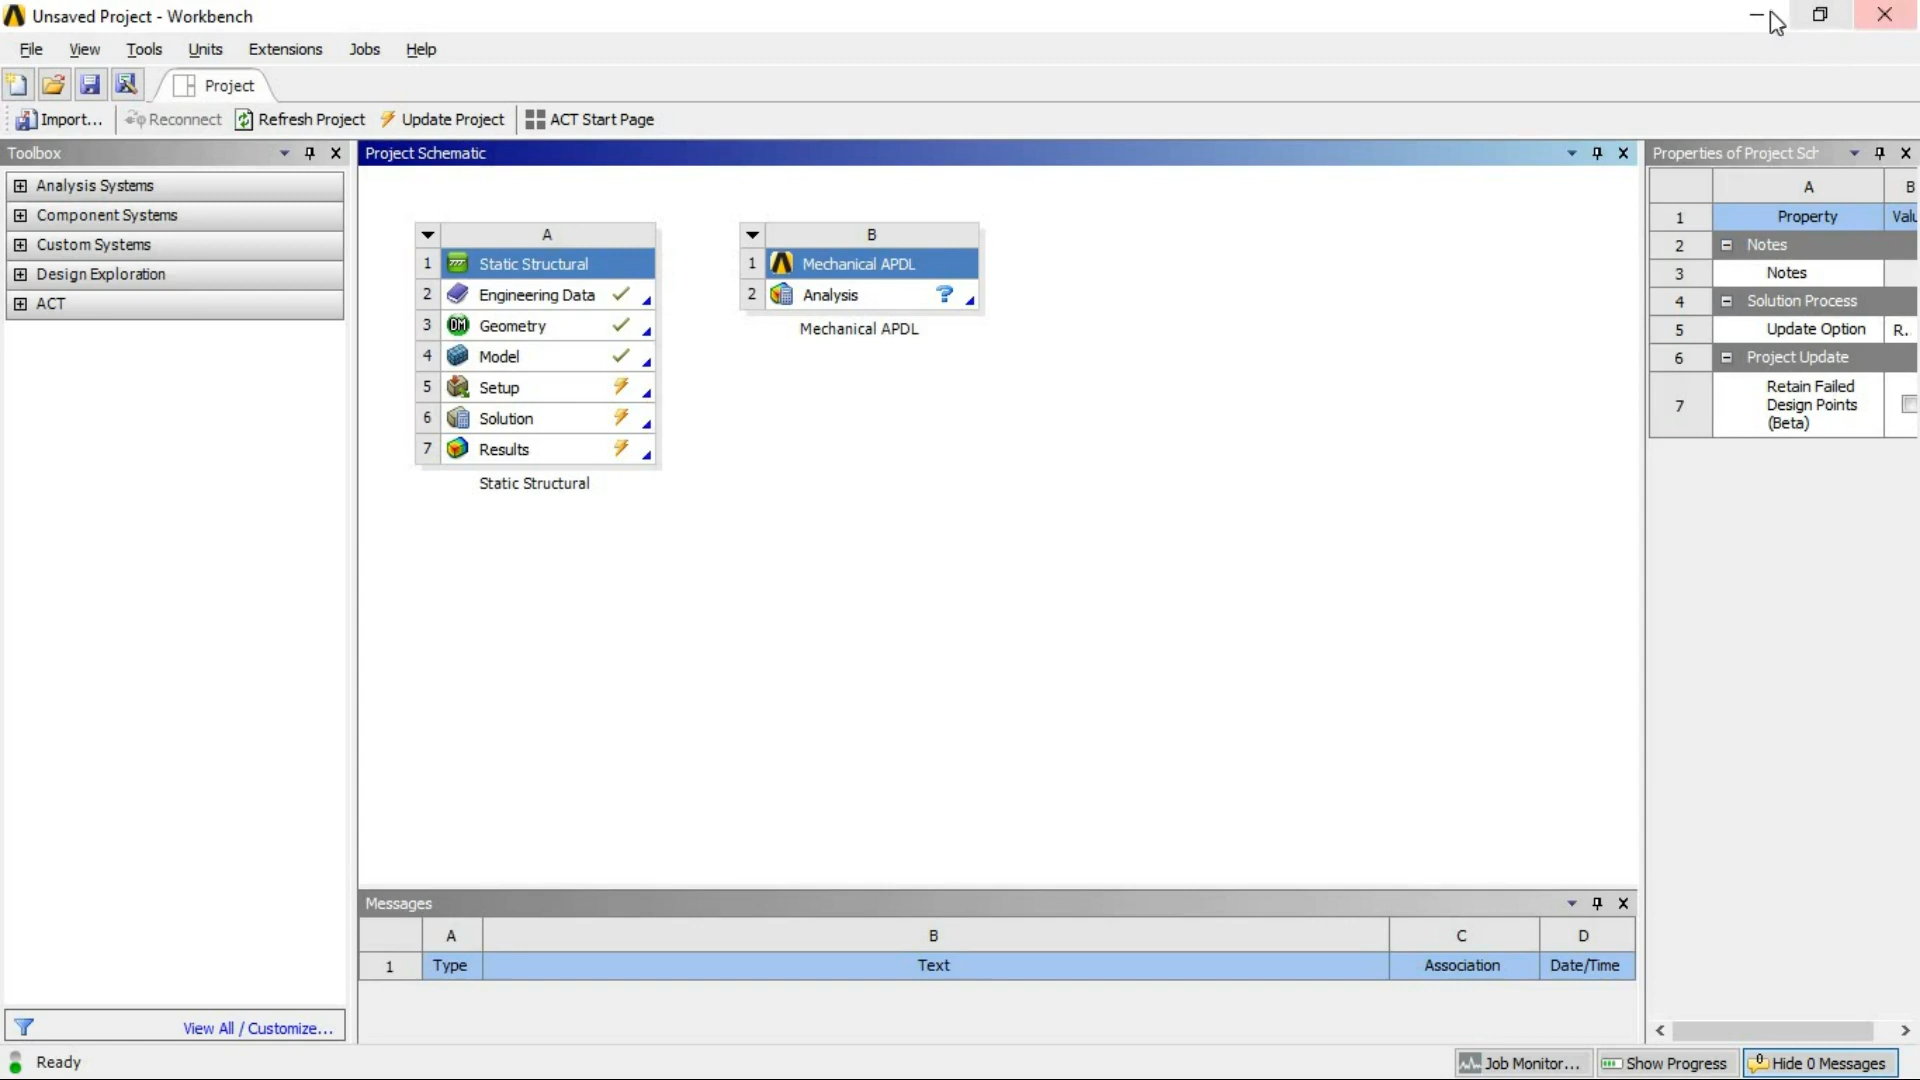 Unsaved Project - Workbench
File View Tools Units Extensions Jobs Help
Project
Import... Reconnect Refresh Project Update Project ACT Start Page
Toolbox
Analysis Systems
Component Systems
Custom Systems
Design Exploration
ACT
View All / Customize...
Project Schematic
A
1 Static Structural
2 Engineering Data
3 DM Geometry
4 Model
5 Setup
6 Solution
7 Results
Static Structural
B
1 Mechanical APDL
2 Analysis ?
Mechanical APDL
Messages
A B C D
1 Type Text Association Date/Time
Properties of Project Sch
A B
1 Property Valu
2 Notes
3 Notes
4 Solution Process
5 Update Option R..
6 Project Update
7 Retain Failed
Design Points
(Beta)
Ready
Job Monitor... Show Progress Hide 0 Messages